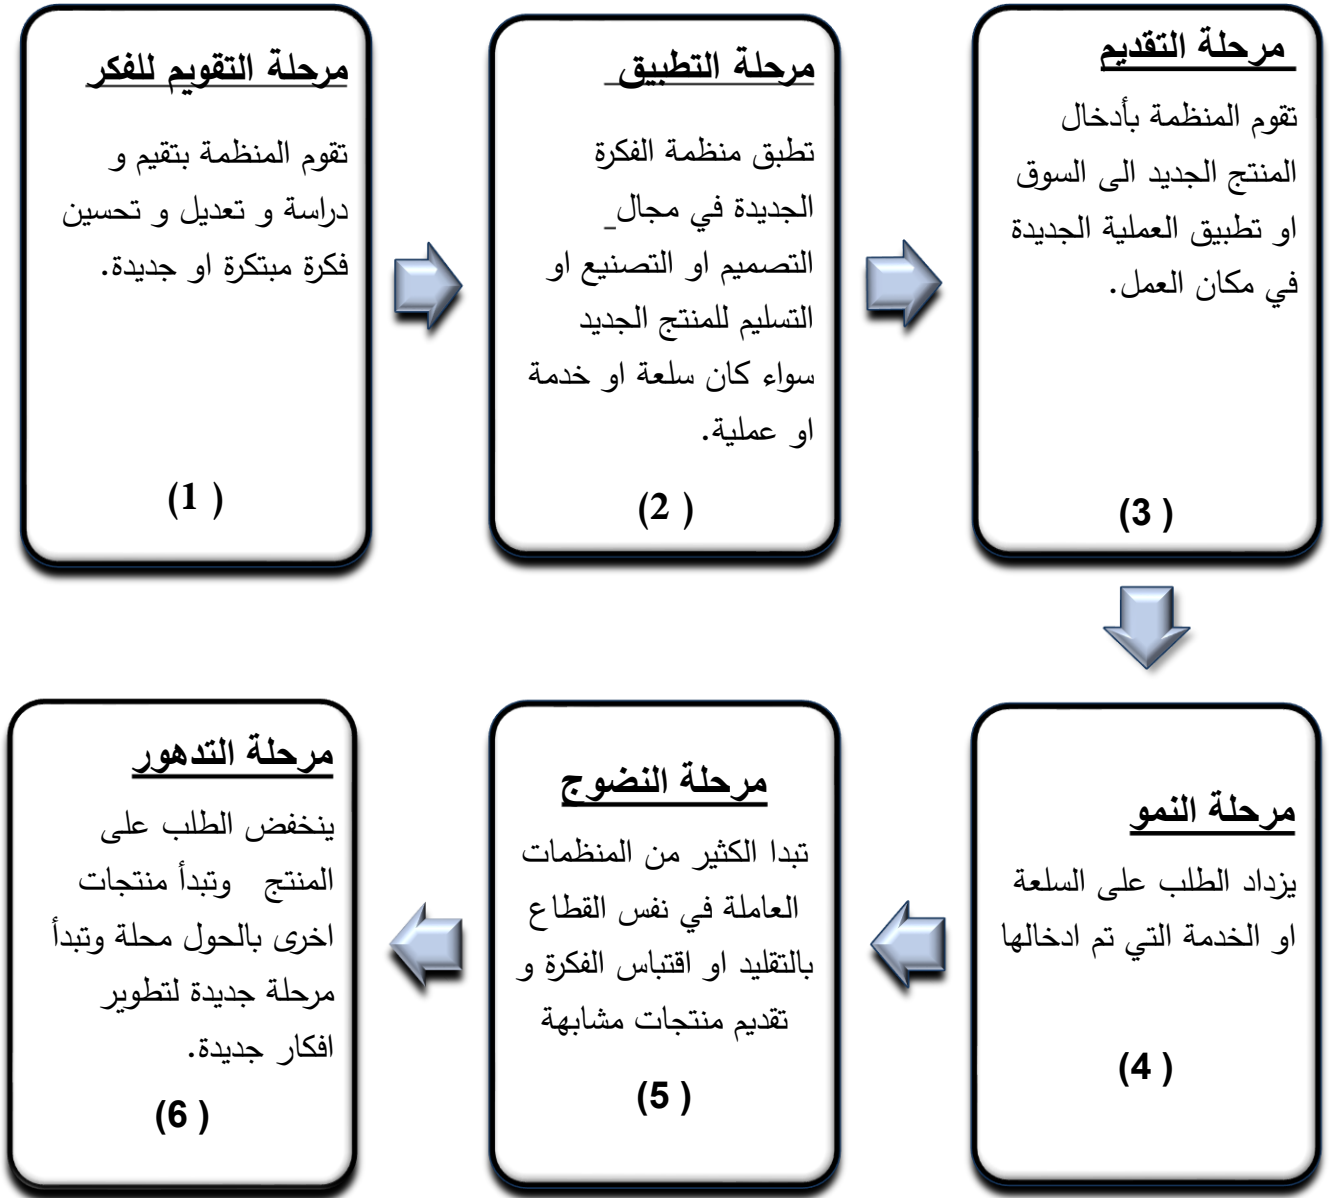 مرحلة التقويم للفكر
تقوم المنظمة بتقيم و
دراسة و تعديل و تحسين
فكرة مبتكرة او جديدة.
(1 )
مرحلة التطبيق
تطبق منظمة الفكرة
الجديدة في مجال_
التصميم او التصنيع او
التسليم للمنتج الجديد
سواء كان سلعة او خدمة
او عملية.
(2 )
مرحلة التقديم
تقوم المنظمة بأدخال
المنتج الجديد الى السوق
او تطبيق العملية الجديدة
في مكان العمل.
(3 )
مرحلة النمو
يزداد الطلب على السلعة
او الخدمة التي تم ادخالها
(4 )
مرحلة النضوج
تبدا الكثير من المنظمات
العاملة في نفس القطاع
بالتقليد او اقتباس الفكرة و
تقديم منتجات مشابهة
(5 )
مرحلة التدهور
ينخفض الطلب على
المنتج وتبدأ منتجات
اخرى بالحول محلة وتبدأ
مرحلة جديدة لتطوير
افكار جديدة.
(6 )